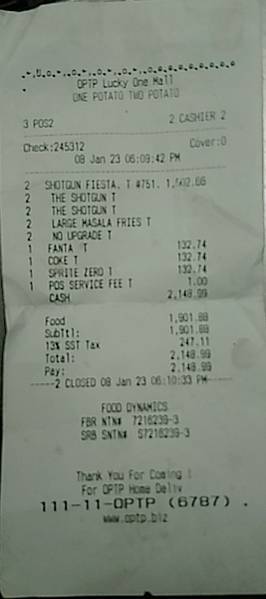 OPTP Lucky One Mall
ONE POTATO TWO POTATO
3 POS2 2 CASHIER 2
Check:245312 Cover:0
08 Jan 23 06:09:42 PM
2 SHOTGUN FIESTA. T #751. 1,502.66
2 THE SHOTGUN T
2 THE SHOTGUN T
2 LARGE MASALA FRIES T
2 NO UPGRADE T
1 FANTA T 132.74
1 COKE T 132.74
1 SPRITE ZERO T 132.74
1 POS SERVICE FEE T 1.00
CASH 2,148.99
Food 1,901.88
SubTtl: 1,901.88
13% SST Tax 247.11
Total: 2,148.99
Pay: 2,148.99
-----2 CLOSED 08 Jan 23 06:10:33 PM-----
FOOD DYNAMICS
FBR NTN# 7216239-3
SRB SNTN# S7216239-3
Thank You For Coming !
For OPTP Home Deliv
111-11-OPTP (6787) .
www.optp.biz